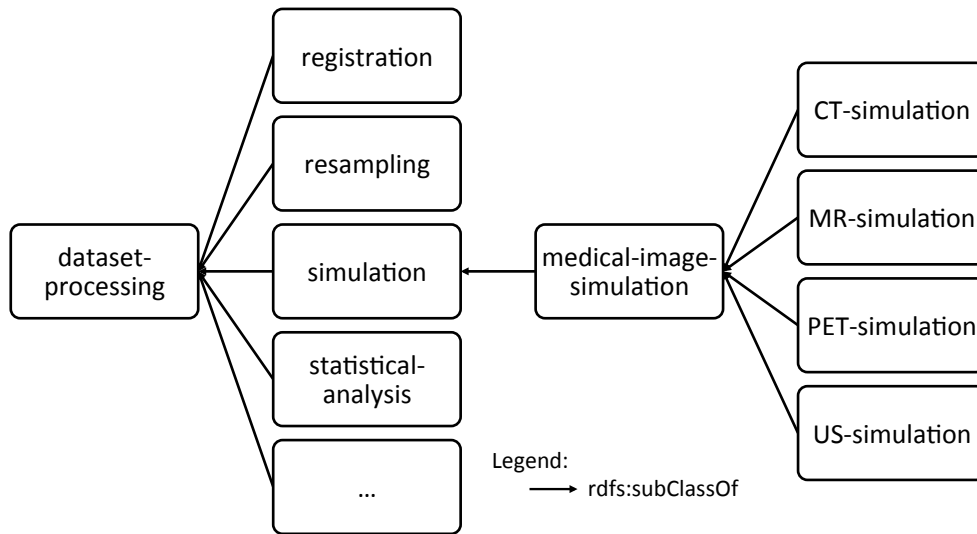 registration
resampling
dataset-
processing
simulation
statistical-
analysis
...
medical-image-
simulation
CT-simulation
MR-simulation
PET-simulation
US-simulation
Legend:
rdfs:subClassOf